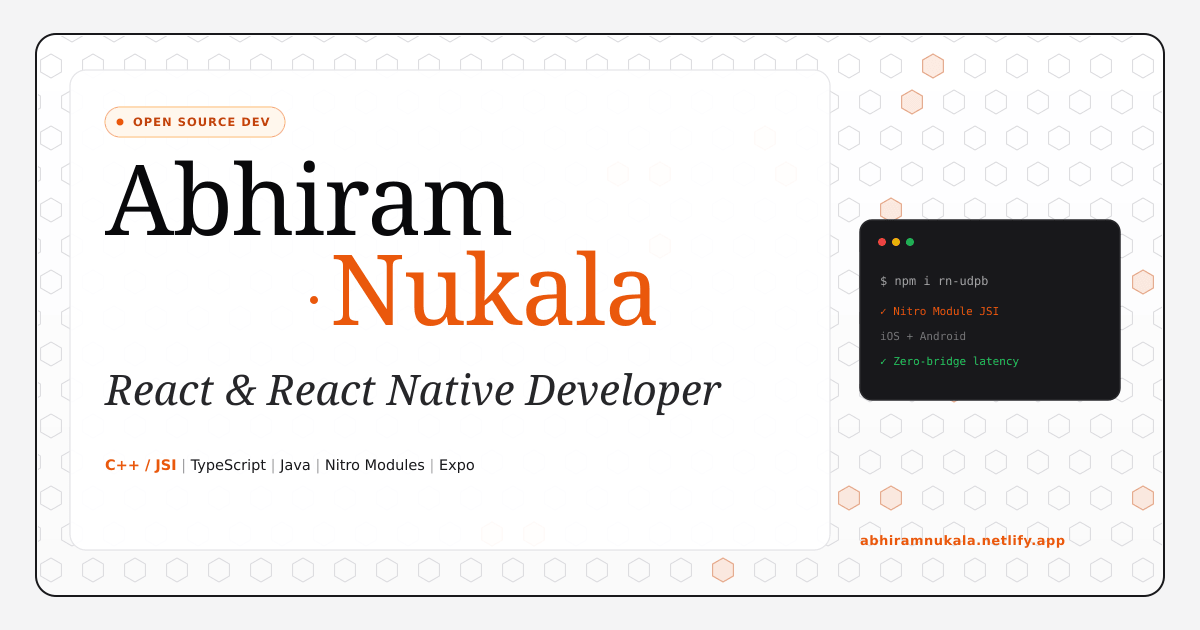 OPEN SOURCE DEV
Abhiram
·Nukala
React & React Native Developer
C++ / JSI | TypeScript | Java | Nitro Modules | Expo
$ npm i rn-udpb
✓ Nitro Module JSI
iOS + Android
✓ Zero-bridge latency
abhiramnukala.netlify.app